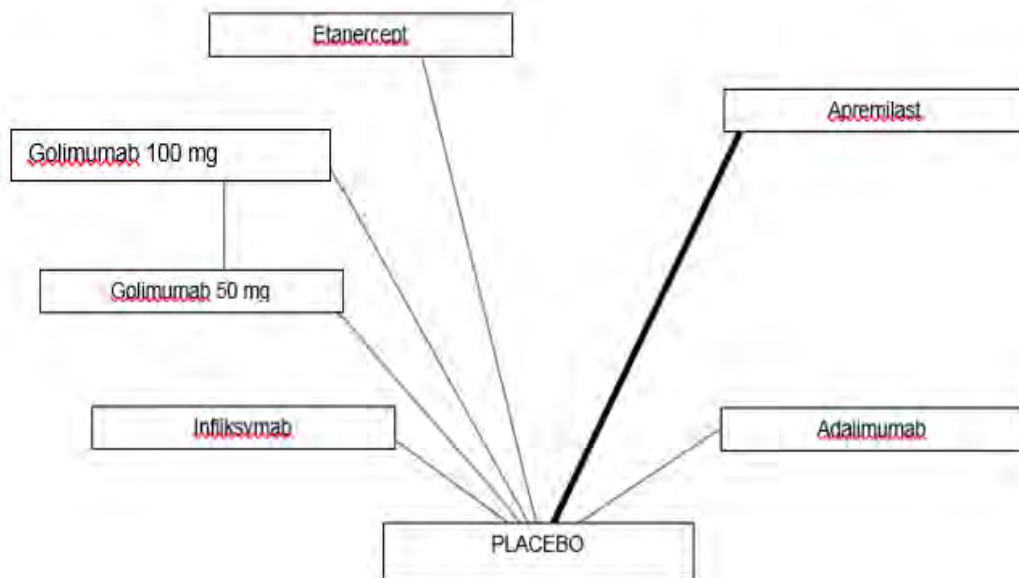 Etanercept
Apremilast
Golimumab 100 mg
Golimumab 50 mg
Infliksymab
Adalimumab
PLACEBO